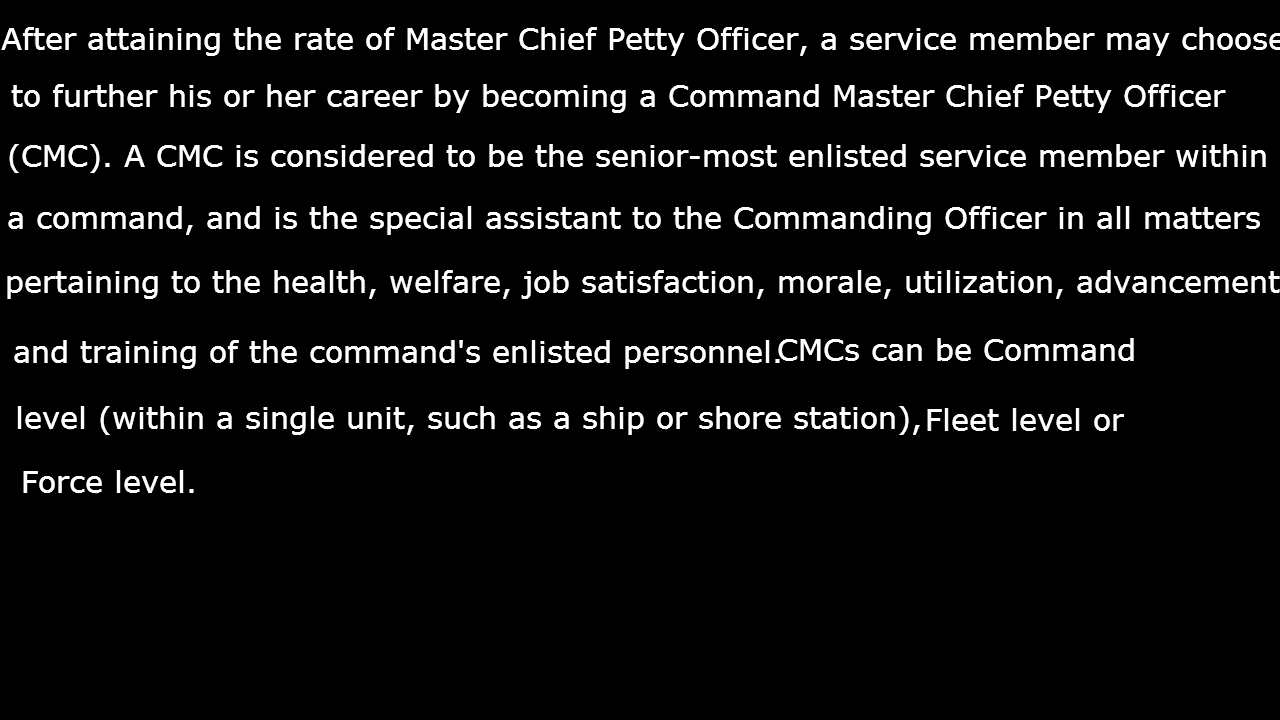 After attaining the rate of Master Chief Petty Officer, a service member may choose
to further his or her career by becoming a Command Master Chief Petty Officer
(CMC). A CMC is considered to be the senior-most enlisted service member within
a command, and is the special assistant to the Commanding Officer in all matters
pertaining to the health, welfare, job satisfaction, morale, utilization, advancement
and training of the command's enlisted personnel. CMCs can be Command
level (within a single unit, such as a ship or shore station), Fleet level or
Force level.